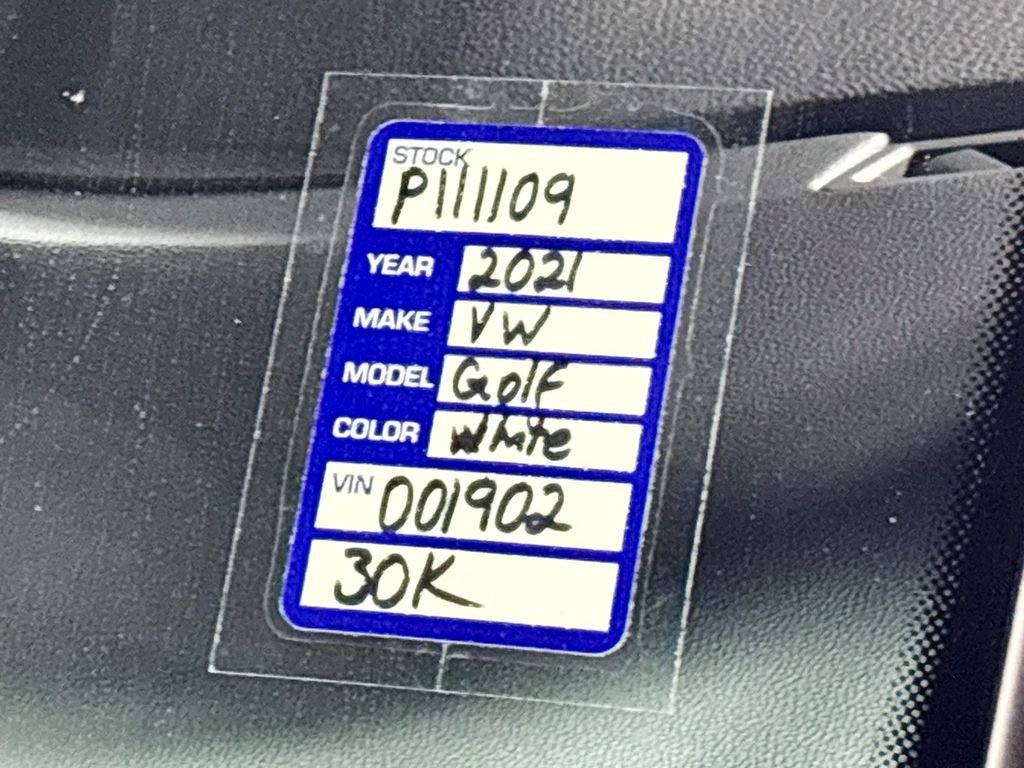 STOCK
P111109
YEAR 2021
MAKE VW
MODEL Golf
COLOR White
VIN 001902
30K